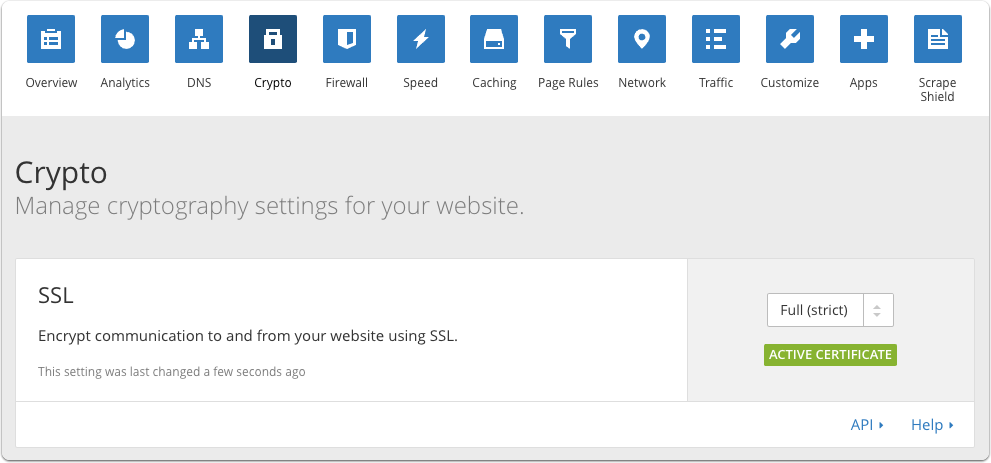 Overview
Analytics
DNS
Crypto
Firewall
Speed
Caching
Page Rules
Network
Traffic
Customize
Apps
Scrape
Shield
Crypto
Manage cryptography settings for your website.
SSL
Encrypt communication to and from your website using SSL.
This setting was last changed a few seconds ago
Full (strict)
ACTIVE CERTIFICATE
API
Help